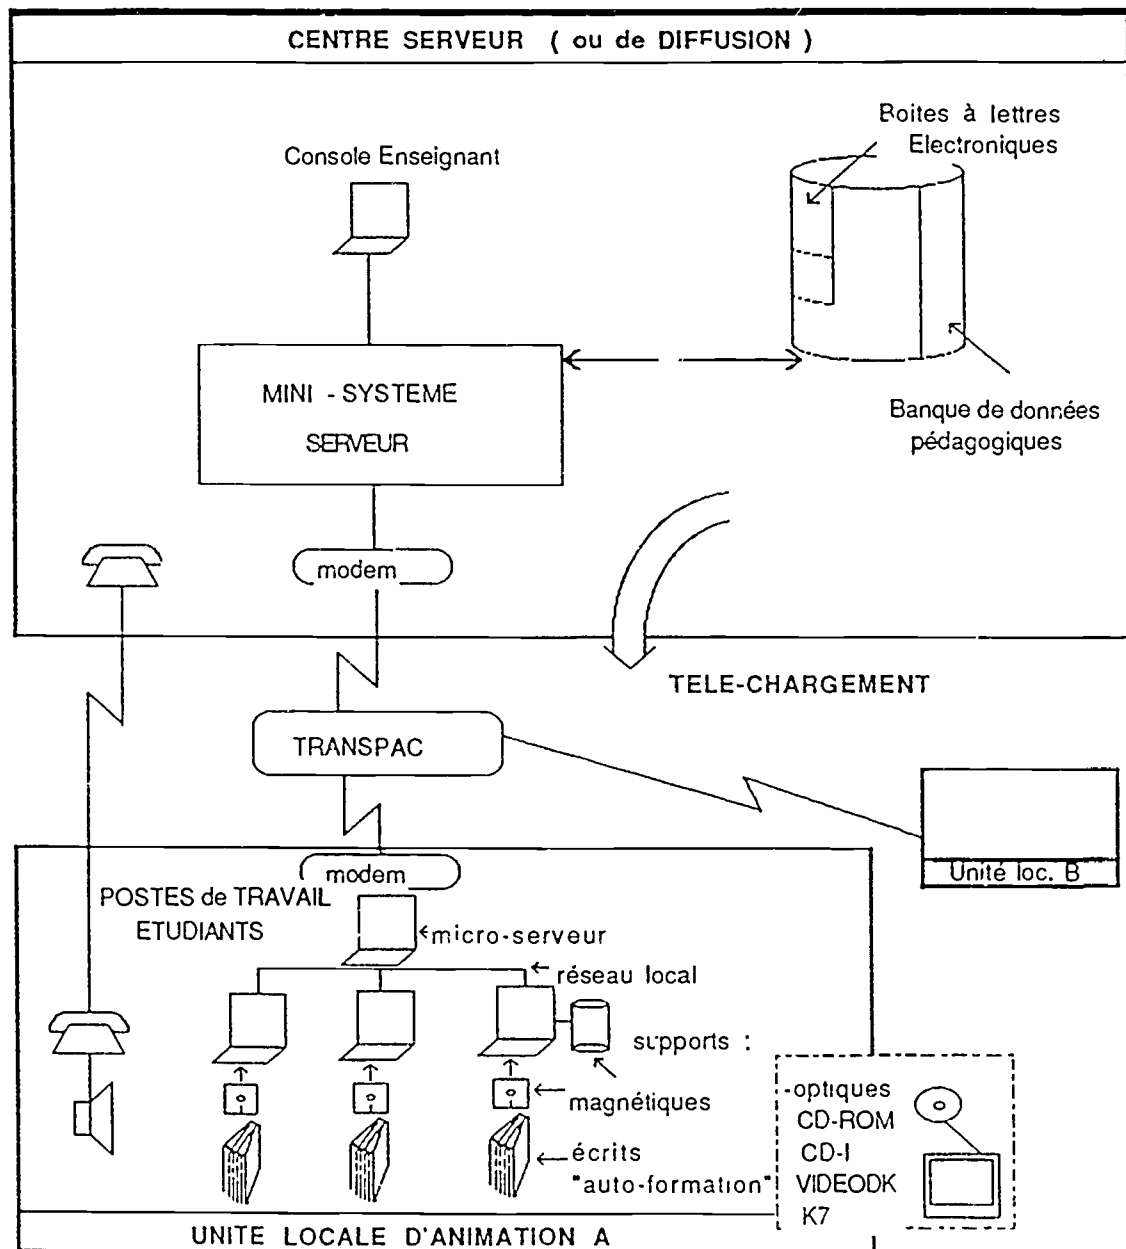 CENTRE SERVEUR ( ou de DIFFUSION )
Boites à lettres
Electroniques
Console Enseignant
MINI - SYSTEME
SERVEUR
Banque de données
pédagogiques
modem
TELE-CHARGEMENT
TRANSPAC
Unité loc. B
modem
POSTES de TRAVAIL
ETUDIANTS
micro-serveur
réseau local
supports :
magnétiques
-optiques
CD-ROM
CD-I
VIDEODK
K7
écrits
"auto-formation"
UNITE LOCALE D'ANIMATION A